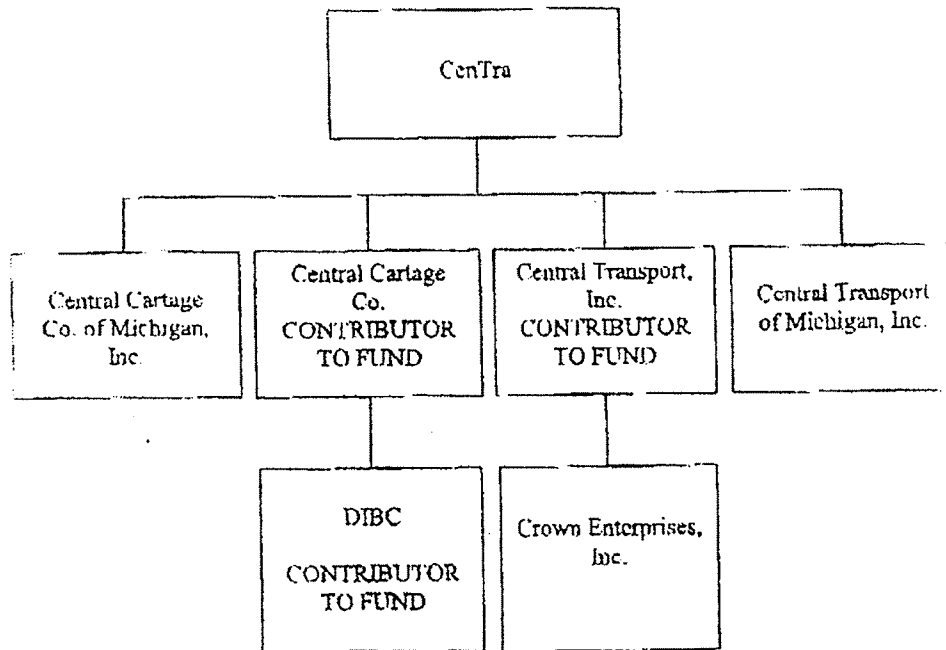 CenTra
Central Cartage
Co. of Michigan,
Inc.
Central Cartage
Co.
CONTRIBUTOR
TO FUND
Central Transport,
Inc.
CONTRIBUTOR
TO FUND
Central Transport
of Michigan, Inc.
DIBC
CONTRIBUTOR
TO FUND
Crown Enterprises,
Inc.